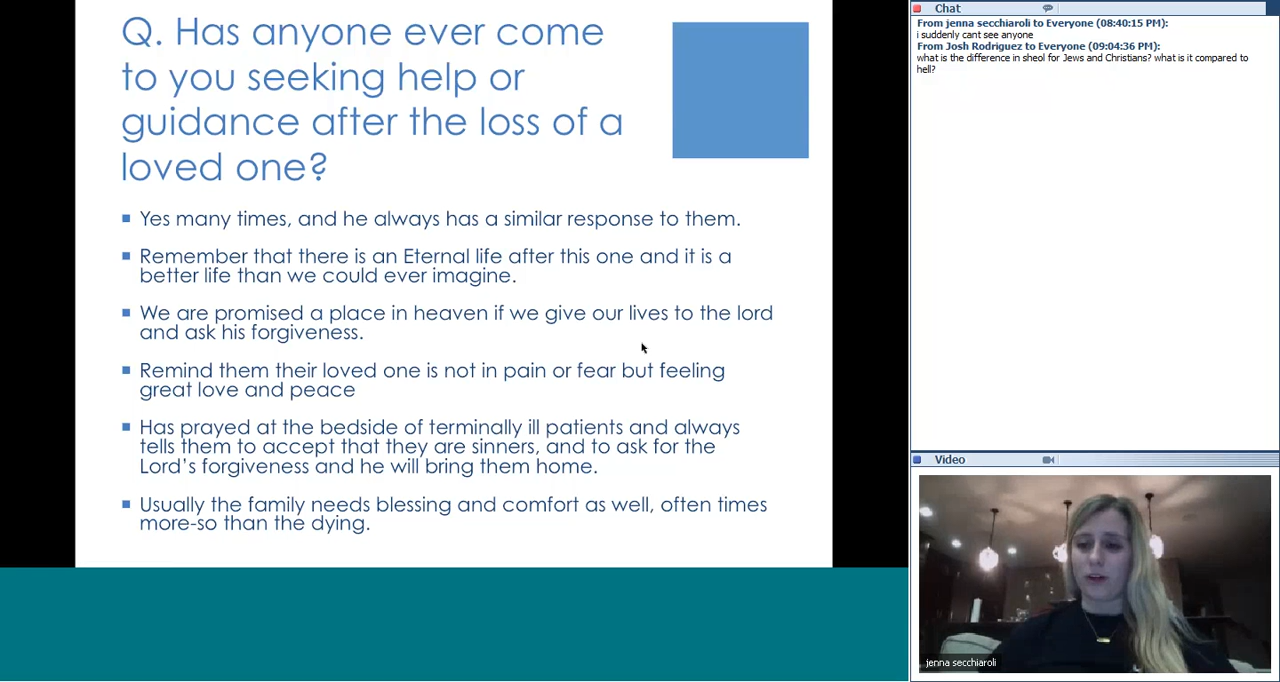 Q. Has anyone ever come
to you seeking help or
guidance after the loss of a
loved one?
Yes many times, and he always has a similar response to them.
Remember that there is an Eternal life after this one and it is a
better life than we could ever imagine.
We are promised a place in heaven if we give our lives to the lord
and ask his forgiveness.
Remind them their loved one is not in pain or fear but feeling
great love and peace
Has prayed at the bedside of terminally ill patients and always
tells them to accept that they are sinners, and to ask for the
Lord's forgiveness and he will bring them home.
Usually the family needs blessing and comfort as well, often times
more-so than the dying.
Chat
From jenna secchiaroli to Everyone (08:40:15 PM):
i suddenly cant see anyone
From Josh Rodriguez to Everyone (09:04:36 PM):
what is the difference in sheol for Jews and Christians? what is it compared to
hell?
Video
jenna secchiaroli